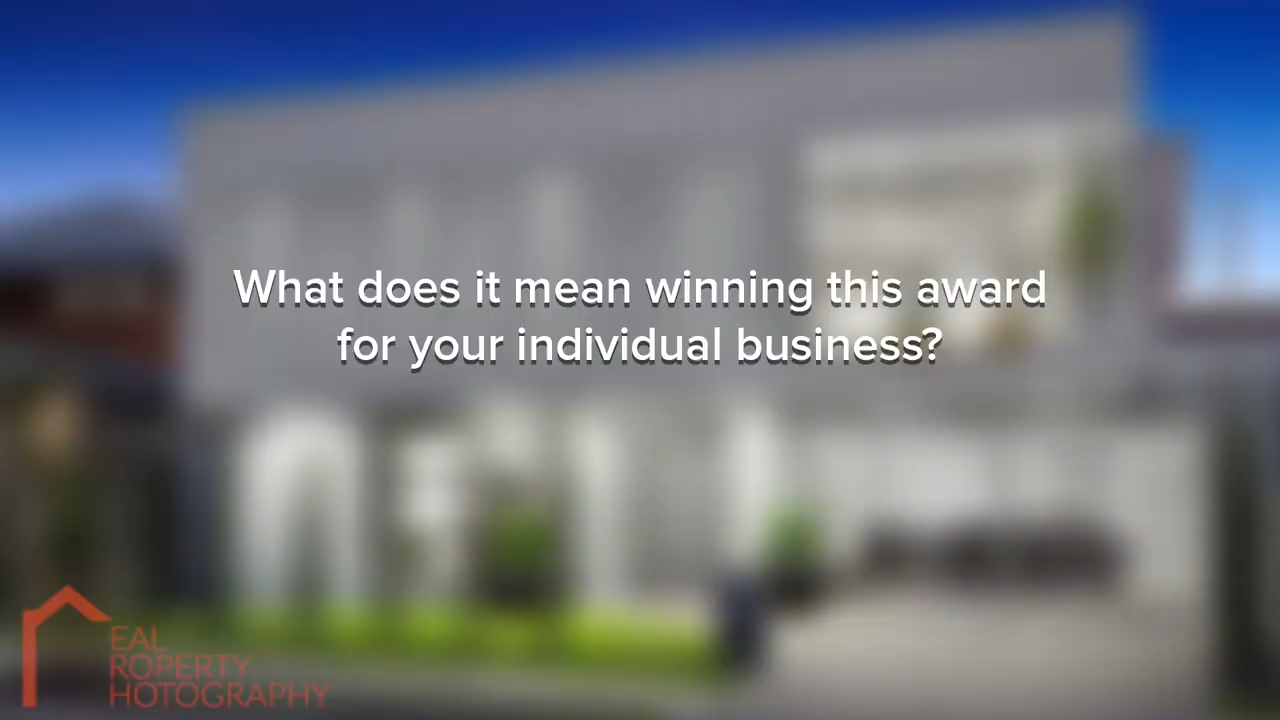 What does it mean winning this award
for your individual business?
EAL
ROPERTY
HOTOGRAPHY